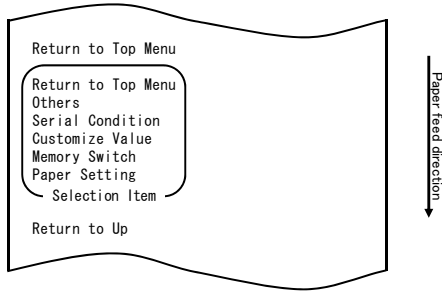 Return to Top Menu
Return to Top Menu
Others
Serial Condition
Customize Value
Memory Switch
Paper Setting
Selection Item
Return to Up
Paper feed direction